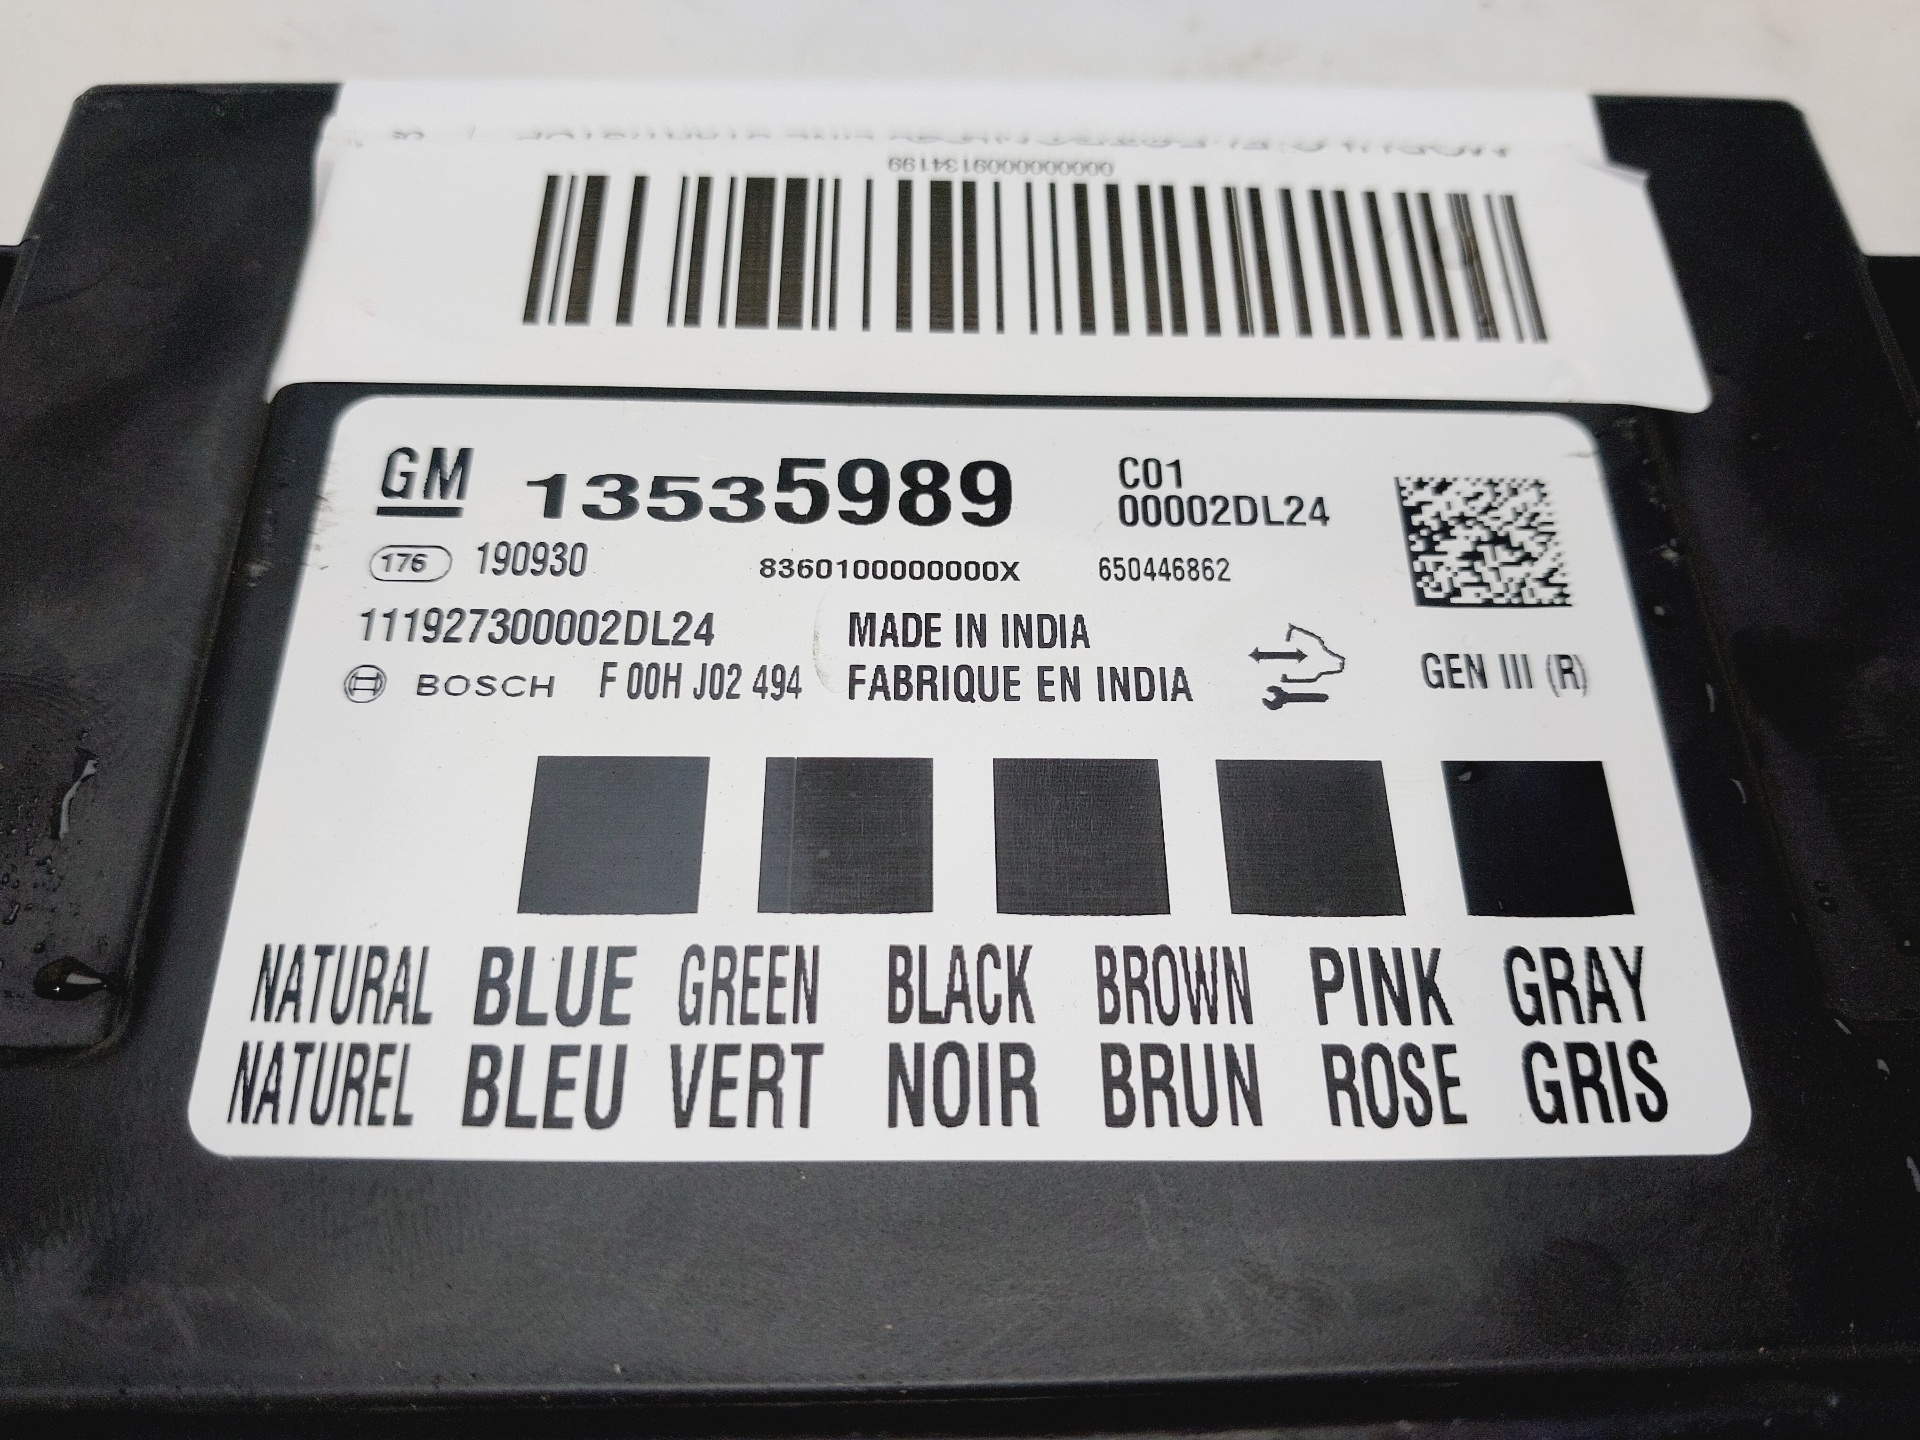 0000000009134199
GM 13535989 C01
00002DL24
176 190930 8360100000000X 650446862
111927300002DL24 MADE IN INDIA
BOSCH F 00H J02 494 FABRIQUE EN INDIA GEN III (R)
NATURAL BLUE GREEN BLACK BROWN PINK GRAY
NATUREL BLEU VERT NOIR BRUN ROSE GRIS